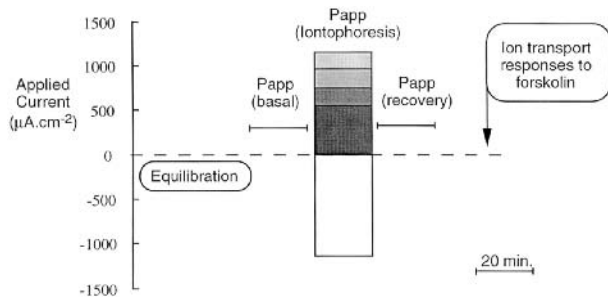 1500
1000
500
0
-500
-1000
-1500
Applied
Current
(µA.cm⁻²)
Equilibration
Papp
(basal)
Papp
(Iontophoresis)
Papp
(recovery)
Ion transport
responses to
forskolin
20 min.